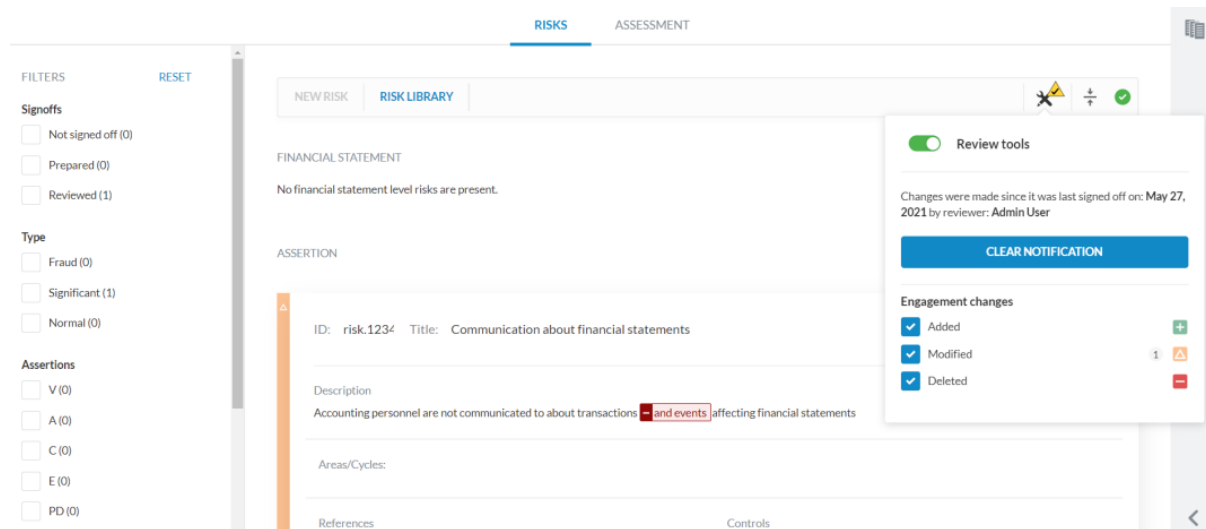 RISKS
ASSESSMENT
FILTERS
RESET
Signoffs
Not signed off (0)
Prepared (0)
Reviewed (1)
Type
Fraud (0)
Significant (1)
Normal (0)
Assertions
V (0)
A (0)
C (0)
E (0)
PD (0)
NEW RISK
RISK LIBRARY
FINANCIAL STATEMENT
No financial statement level risks are present.
ASSERTION
ID: risk.1234 Title: Communication about financial statements
Description
Accounting personnel are not communicated to about transactions and events affecting financial statements
Areas/Cycles:
References
Controls
Review tools
Changes were made since it was last signed off on: May 27,
2021 by reviewer: Admin User
CLEAR NOTIFICATION
Engagement changes
Added
Modified
1
Deleted